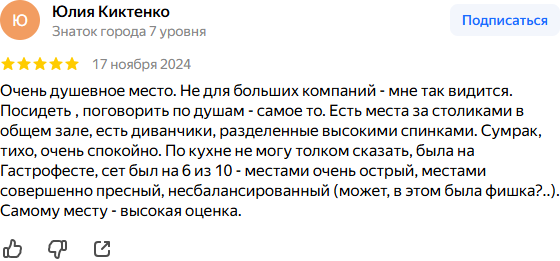 Ю
Юлия Киктенко
Знаток города 7 уровня
Подписаться
17 ноября 2024
Очень душевное место. Не для больших компаний - мне так видится.
Посидеть , поговорить по душам - самое то. Есть места за столиками в
общем зале, есть диванчики, разделенные высокими спинками. Сумрак,
тихо, очень спокойно. По кухне не могу толком сказать, была на
Гастрофесте, сет был на 6 из 10 - местами очень острый, местами
совершенно пресный, несбалансированный (может, в этом была фишка?..).
Самому месту - высокая оценка.